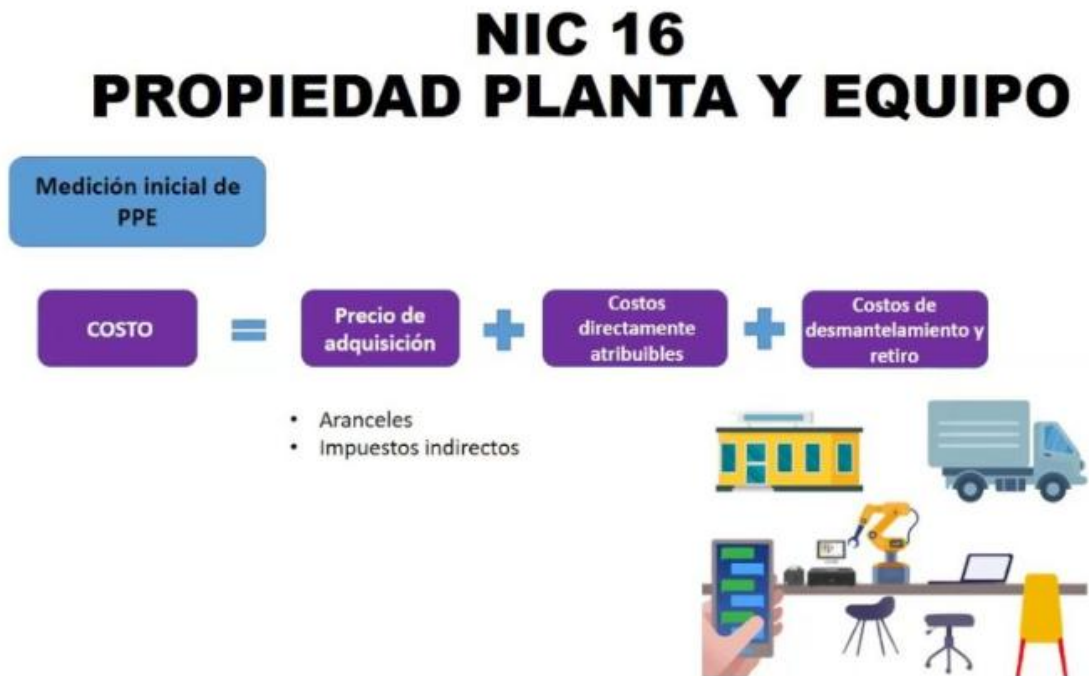 NIC 16
PROPIEDAD PLANTA Y EQUIPO
Medición inicial de
PPE
COSTO
=
Precio de
adquisición
+
Costos
directamente
atribuibles
+
Costos de
desmantelamiento y
retiro
• Aranceles
• Impuestos indirectos